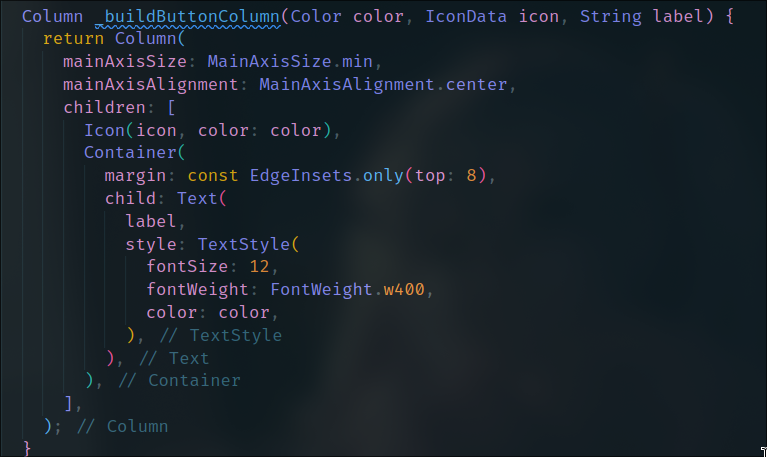 Column _buildButtonColumn(Color color, IconData icon, String label) {
  return Column(
    mainAxisSize: MainAxisSize.min,
    mainAxisAlignment: MainAxisAlignment.center,
    children: [
      Icon(icon, color: color),
      Container(
        margin: const EdgeInsets.only(top: 8),
        child: Text(
          label,
          style: TextStyle(
            fontSize: 12,
            fontWeight: FontWeight.w400,
            color: color,
          ), // TextStyle
        ), // Text
      ), // Container
    ],
  ); // Column
}